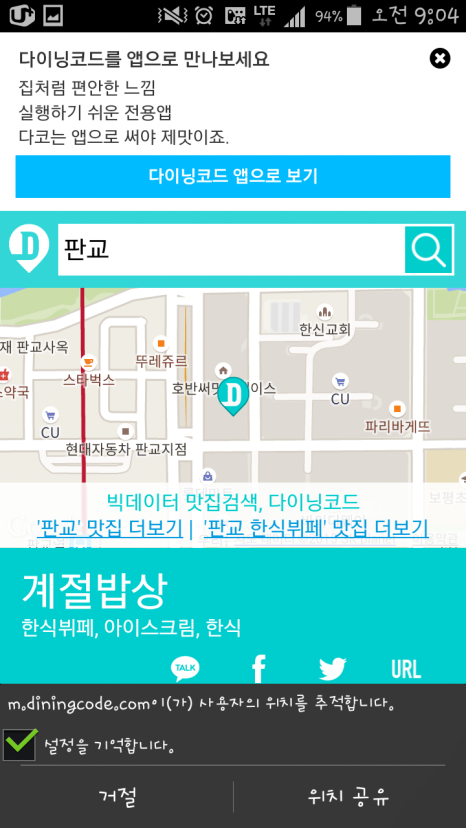 LTE
94%
오전 9:04
다이닝코드를 앱으로 만나보세요
집처럼 편안한 느낌
실행하기 쉬운 전용앱
다코는 앱으로 써야 제맛이죠.
다이닝코드 앱으로 보기
D
판교
한신교회
재 판교사옥
뚜레쥬르
스타벅스
약국
호반써밋
이스
D
CU
CU
파리바게뜨
현대자동차 판교지점
보평초
빅데이터 맛집검색, 다이닝코드
'판교' 맛집 더보기 | '판교 한식뷔페' 맛집 더보기
계절밥상
한식뷔페, 아이스크림, 한식
TALK
f
URL
m.diningcode.com이(가) 사용자의 위치를 추적합니다.
설정을 기억합니다.
거절
위치 공유